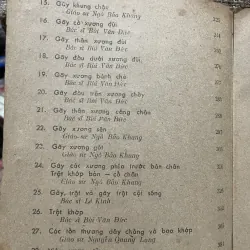 15. Gãy khung chậu
Giáo sư Ngô Bảo Khang
16. Gãy cổ xương đùi
Bác sĩ Bùi Văn Đức
17. Gãy thân xương đùi
Bác sĩ Bùi Văn Đức
18. Gãy đầu dưới xương đùi
Bác sĩ Bùi Văn Đức
19. Gãy xương bánh chè
Bác sĩ Bùi Văn Đức
20. Gãy đầu trên xương chày
Bác sĩ Bùi Văn Đức
21. Gãy thân xương cẳng chân
Bác sĩ Bùi Văn Đức
22. Gãy xương sên
Giáo sư Ngô Bảo Khang
23. Gãy xương gót
Giáo sư Ngô Bảo Khang
24. Gãy các xương phía trước bàn chân
Trật khớp bàn - cổ chân
Giáo sư Ngô Bảo Khang
25. Gãy, trật và gãy trật cột sống
Bác sĩ Lê Kính
26. Trật khớp
Bác sĩ Bùi Văn Đức
27. Các tổn thương dây chằng và bao khớp
Giáo sư Nguyễn Quang Long